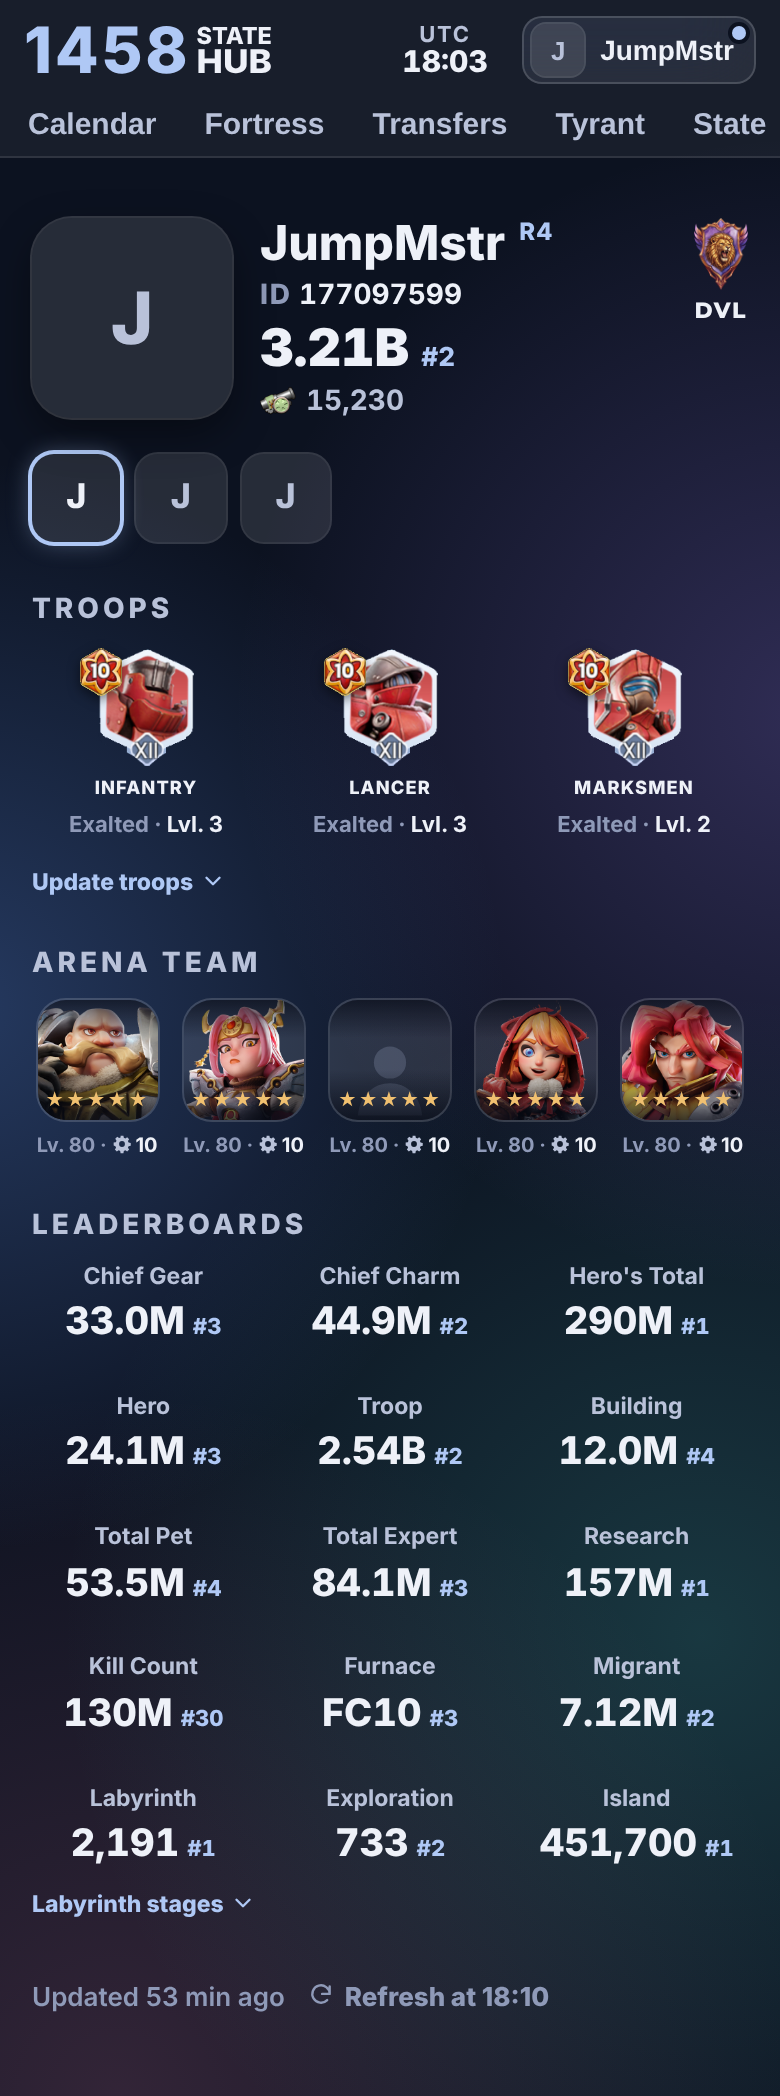 1458 STATE HUB
UTC
18:03
J JumpMstr
Calendar Fortress Transfers Tyrant State
J
JumpMstr R4
ID 177097599
3.21B #2
15,230
DVL
J J J
TROOPS
10 10 10
XII XII XII
INFANTRY LANCER MARKSMEN
Exalted · Lvl. 3 Exalted · Lvl. 3 Exalted · Lvl. 2
Update troops
ARENA TEAM
Lv. 80 · 10 Lv. 80 · 10 Lv. 80 · 10 Lv. 80 · 10 Lv. 80 · 10
LEADERBOARDS
Chief Gear Chief Charm Hero's Total
33.0M #3 44.9M #2 290M #1
Hero Troop Building
24.1M #3 2.54B #2 12.0M #4
Total Pet Total Expert Research
53.5M #4 84.1M #3 157M #1
Kill Count Furnace Migrant
130M #30 FC10 #3 7.12M #2
Labyrinth Exploration Island
2,191 #1 733 #2 451,700 #1
Labyrinth stages
Updated 53 min ago Refresh at 18:10